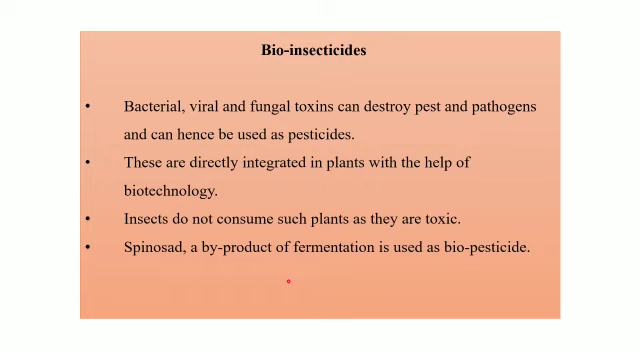 Bio-insecticides
• Bacterial, viral and fungal toxins can destroy pest and pathogens
and can hence be used as pesticides.
• These are directly integrated in plants with the help of
biotechnology.
• Insects do not consume such plants as they are toxic.
• Spinosad, a by-product of fermentation is used as bio-pesticide.